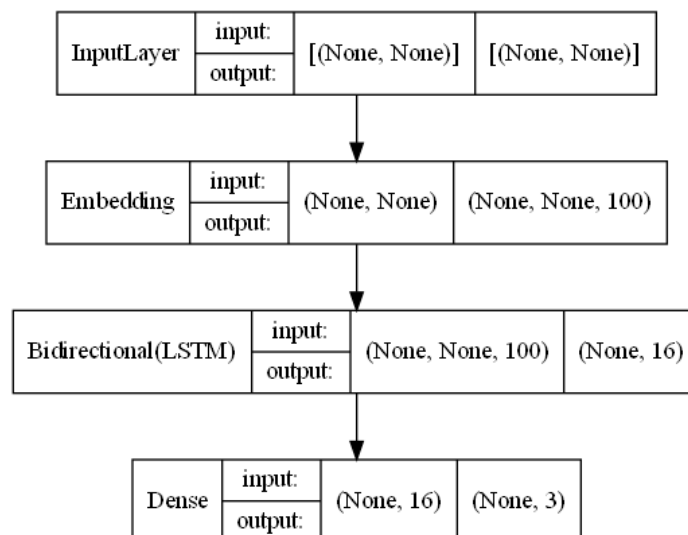 InputLayer input: output: [(None, None)] [(None, None)]
Embedding input: output: (None, None) (None, None, 100)
Bidirectional(LSTM) input: output: (None, None, 100) (None, 16)
Dense input: output: (None, 16) (None, 3)